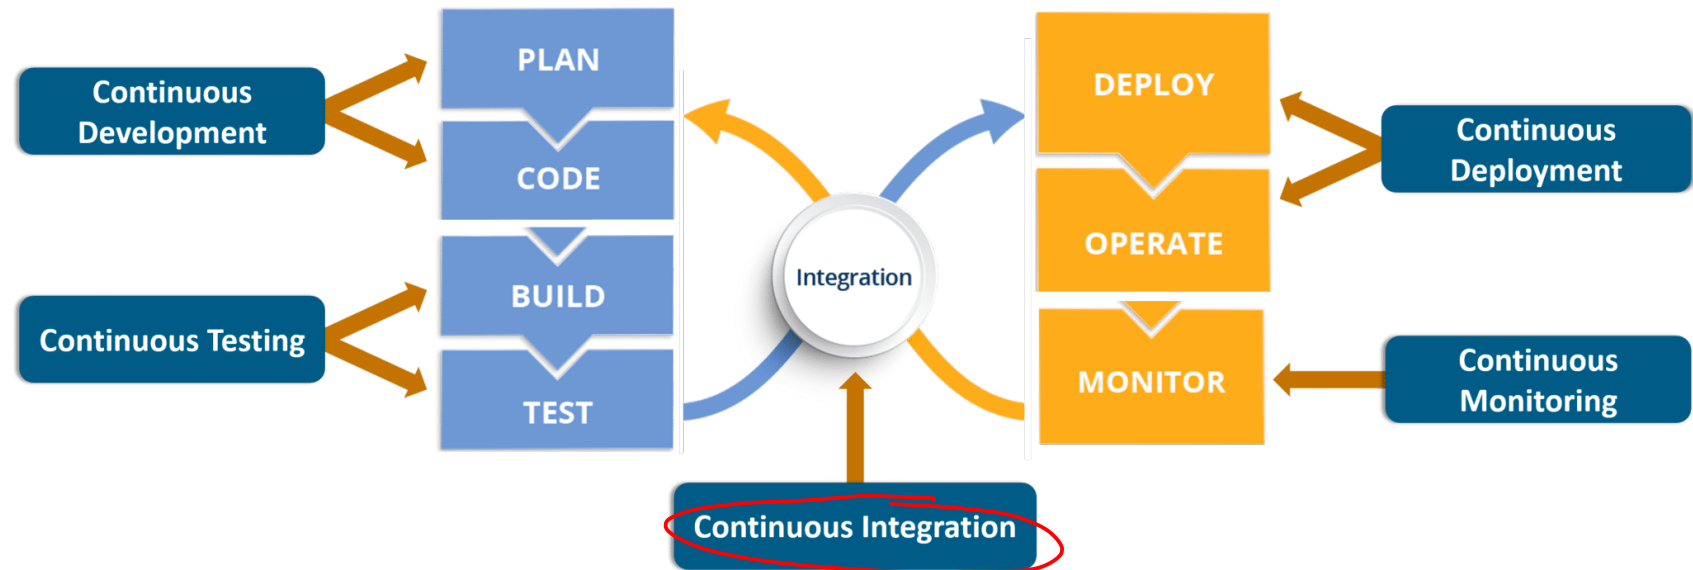 Continuous
Development
Continuous Testing
PLAN
CODE
BUILD
TEST
Integration
Continuous Integration
DEPLOY
OPERATE
MONITOR
Continuous
Deployment
Continuous
Monitoring